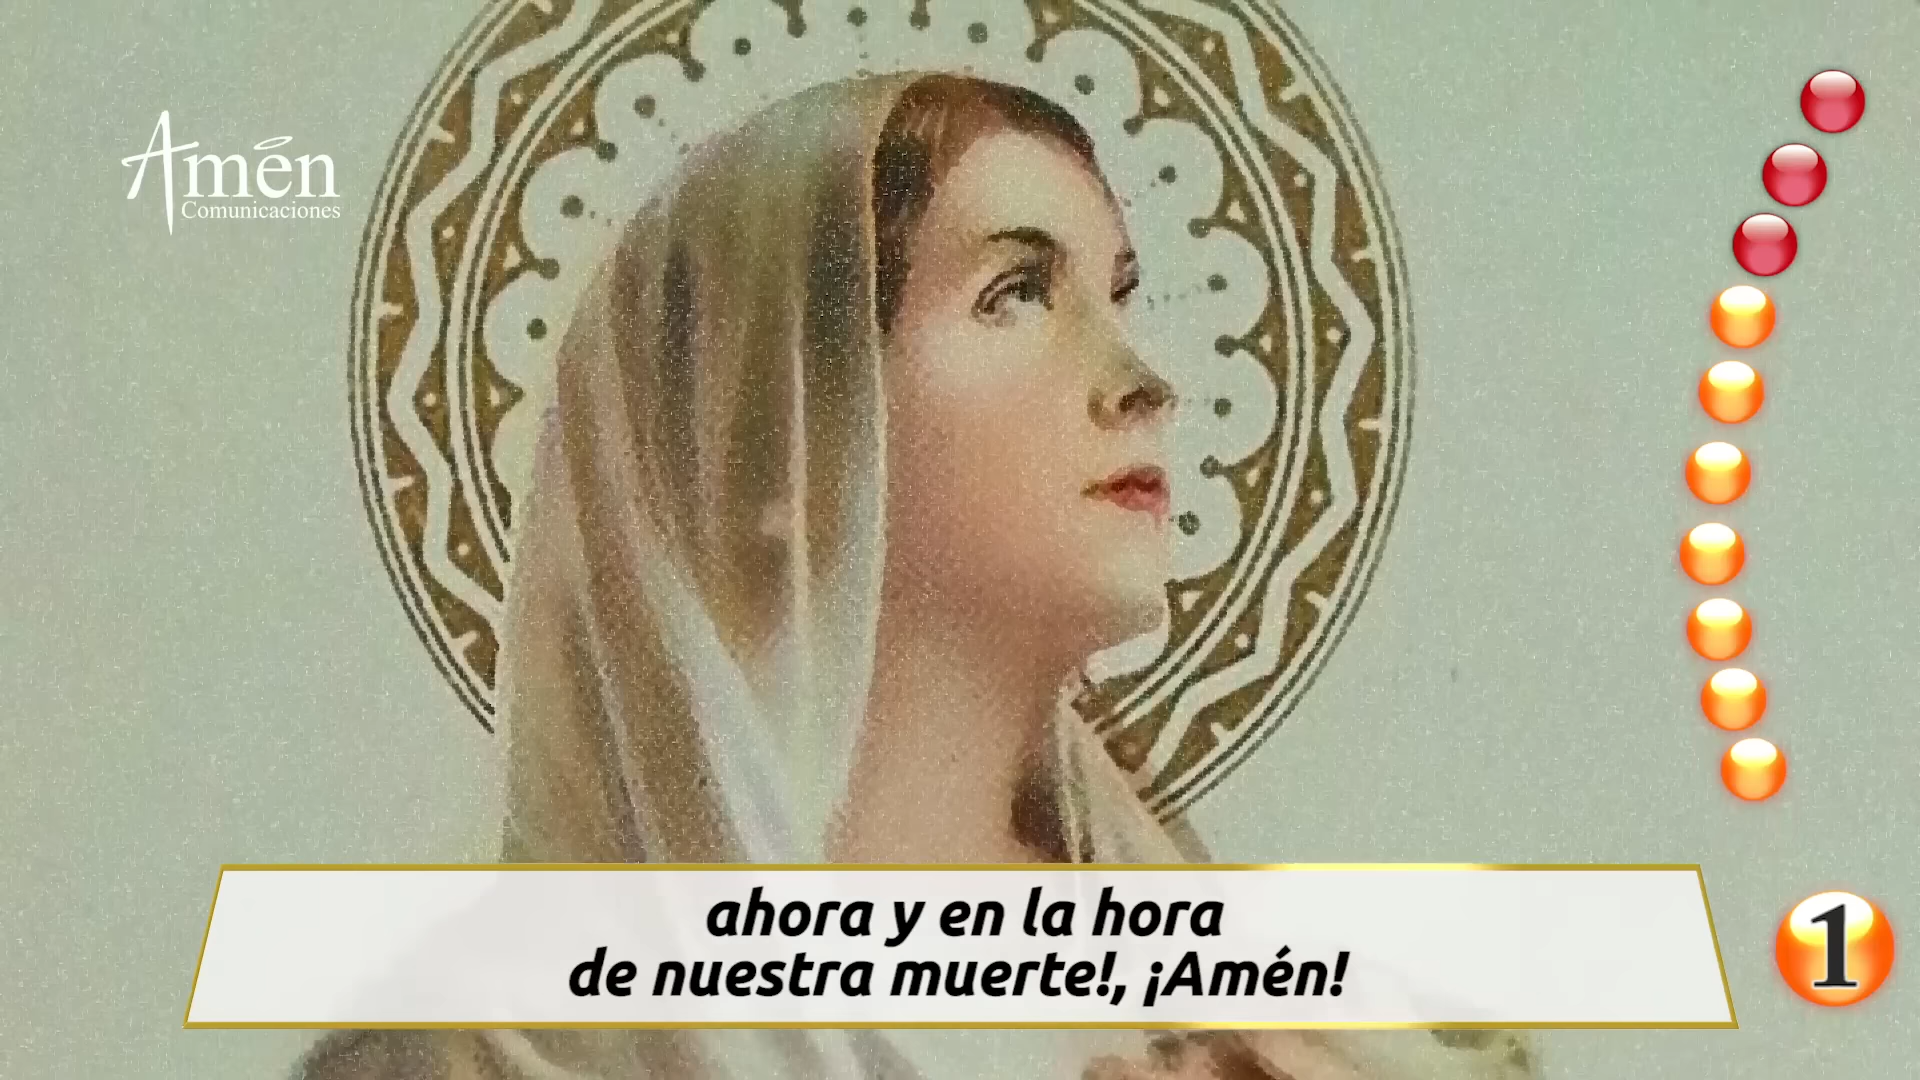 Amén
Comunicaciones
ahora y en la hora
de nuestra muerte!, ¡Amén!
1